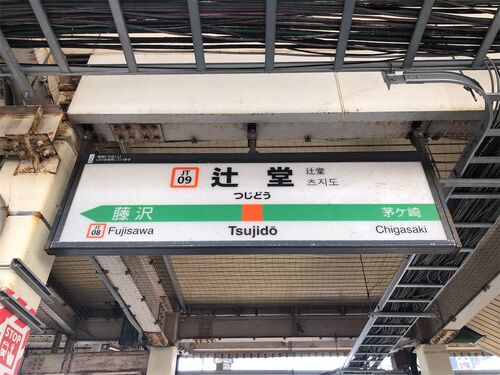 JT
09
辻堂
辻堂
츠지도
つじどう
藤沢
茅ケ崎
JT
08
Fujisawa
Tsujidō
Chigasaki
STOP